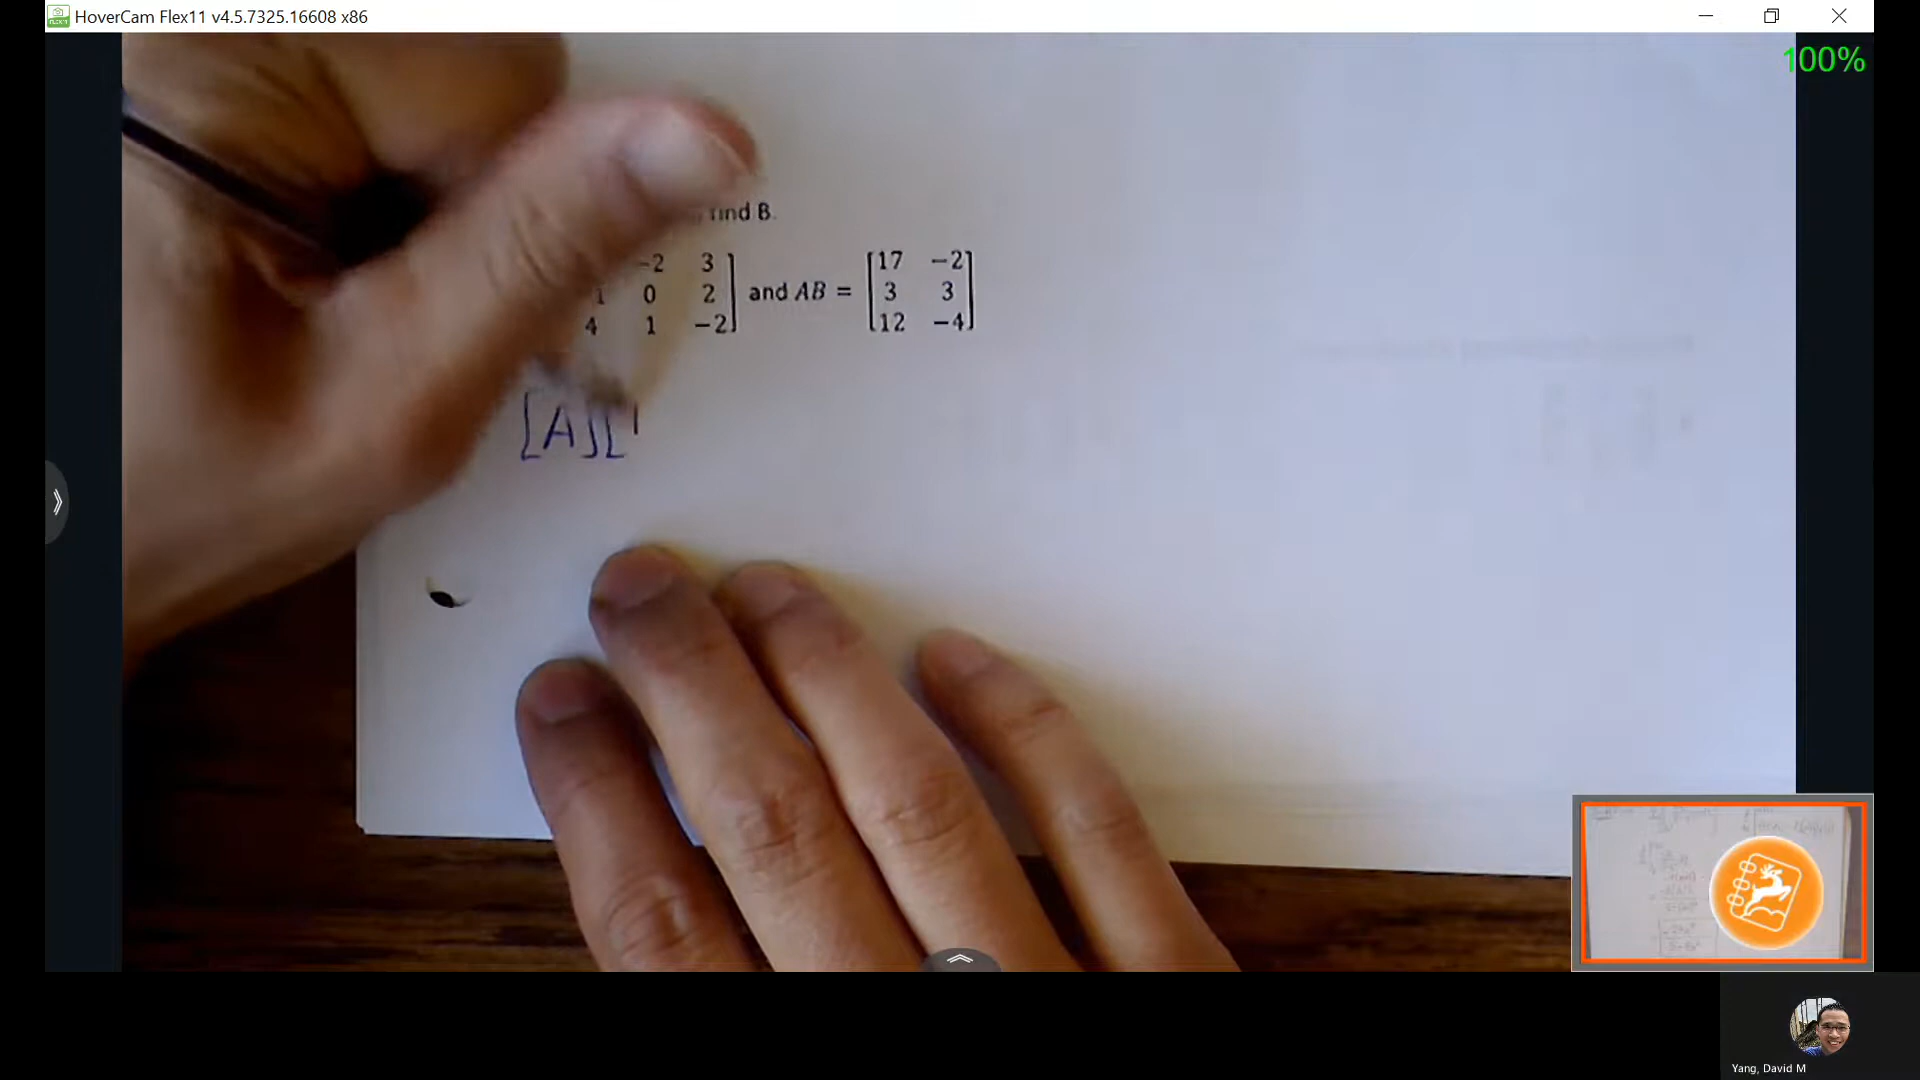 HoverCam Flex11 v4.5.7325.16608 x86
100%
find B.
-2 3 17 -2
1 0 2 and AB = 3 3
4 1 -2 12 -4
[A][
Yang, David M